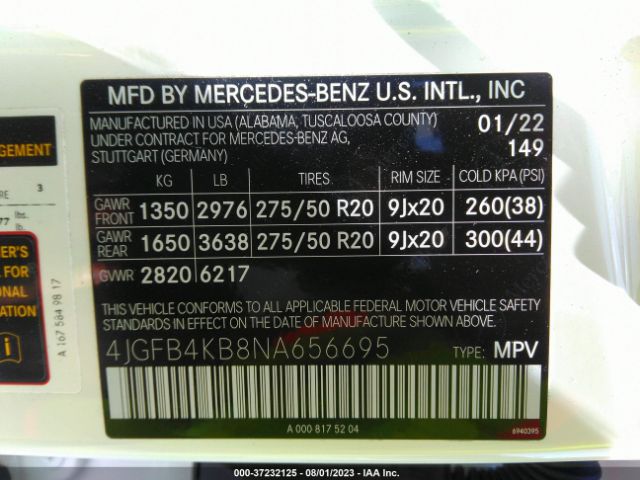 MFD BY MERCEDES-BENZ U.S. INTL., INC
MANUFACTURED IN USA (ALABAMA, TUSCALOOSA COUNTY)
UNDER CONTRACT FOR MERCEDES-BENZ AG,
STUTTGART (GERMANY)
01/22
149
KG LB TIRES RIM SIZE COLD KPA (PSI)
GAWR FRONT 1350 2976 275/50 R20 9Jx20 260(38)
GAWR REAR 1650 3638 275/50 R20 9Jx20 300(44)
GVWR 2820 6217
THIS VEHICLE CONFORMS TO ALL APPLICABLE FEDERAL MOTOR VEHICLE SAFETY
STANDARDS IN EFFECT ON THE DATE OF MANUFACTURE SHOWN ABOVE.
4JGFB4KB8NA656695 TYPE: MPV
A 000 817 52 04
6940395
3
lbs.
A 167 584 98 17
000-37232125 - 08/01/2023 - IAA Inc.